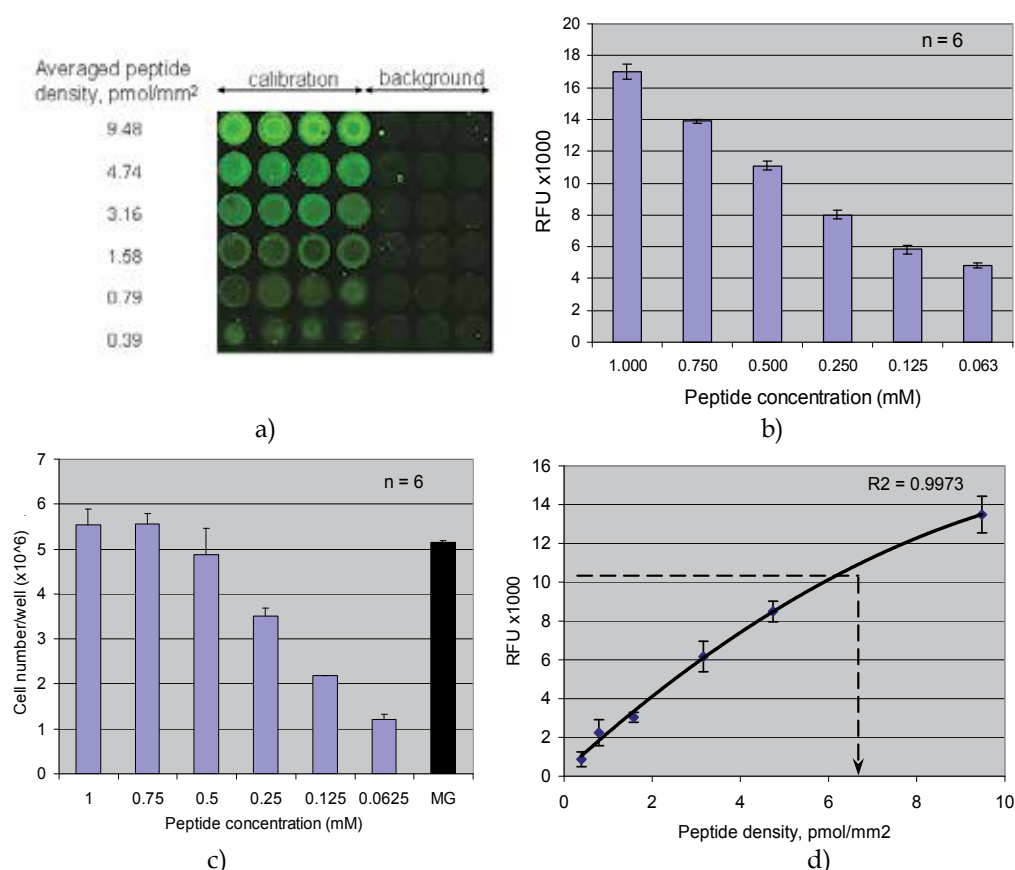 Averaged peptide
density, pmol/mm2
calibration
background
9.48
4.74
3.16
1.58
0.79
0.39
a)
20
18
16
14
12
10
8
6
4
2
0
RFU x1000
n = 6
1.000 0.750 0.500 0.250 0.125 0.063
Peptide concentration (mM)
b)
7
6
5
4
3
2
1
0
Cell number/well (x10^6)
n = 6
1 0.75 0.5 0.25 0.125 0.0625 MG
Peptide concentration (mM)
c)
16
14
12
10
8
6
4
2
0
RFU x1000
R2 = 0.9973
0 2 4 6 8 10
Peptide density, pmol/mm2
d)